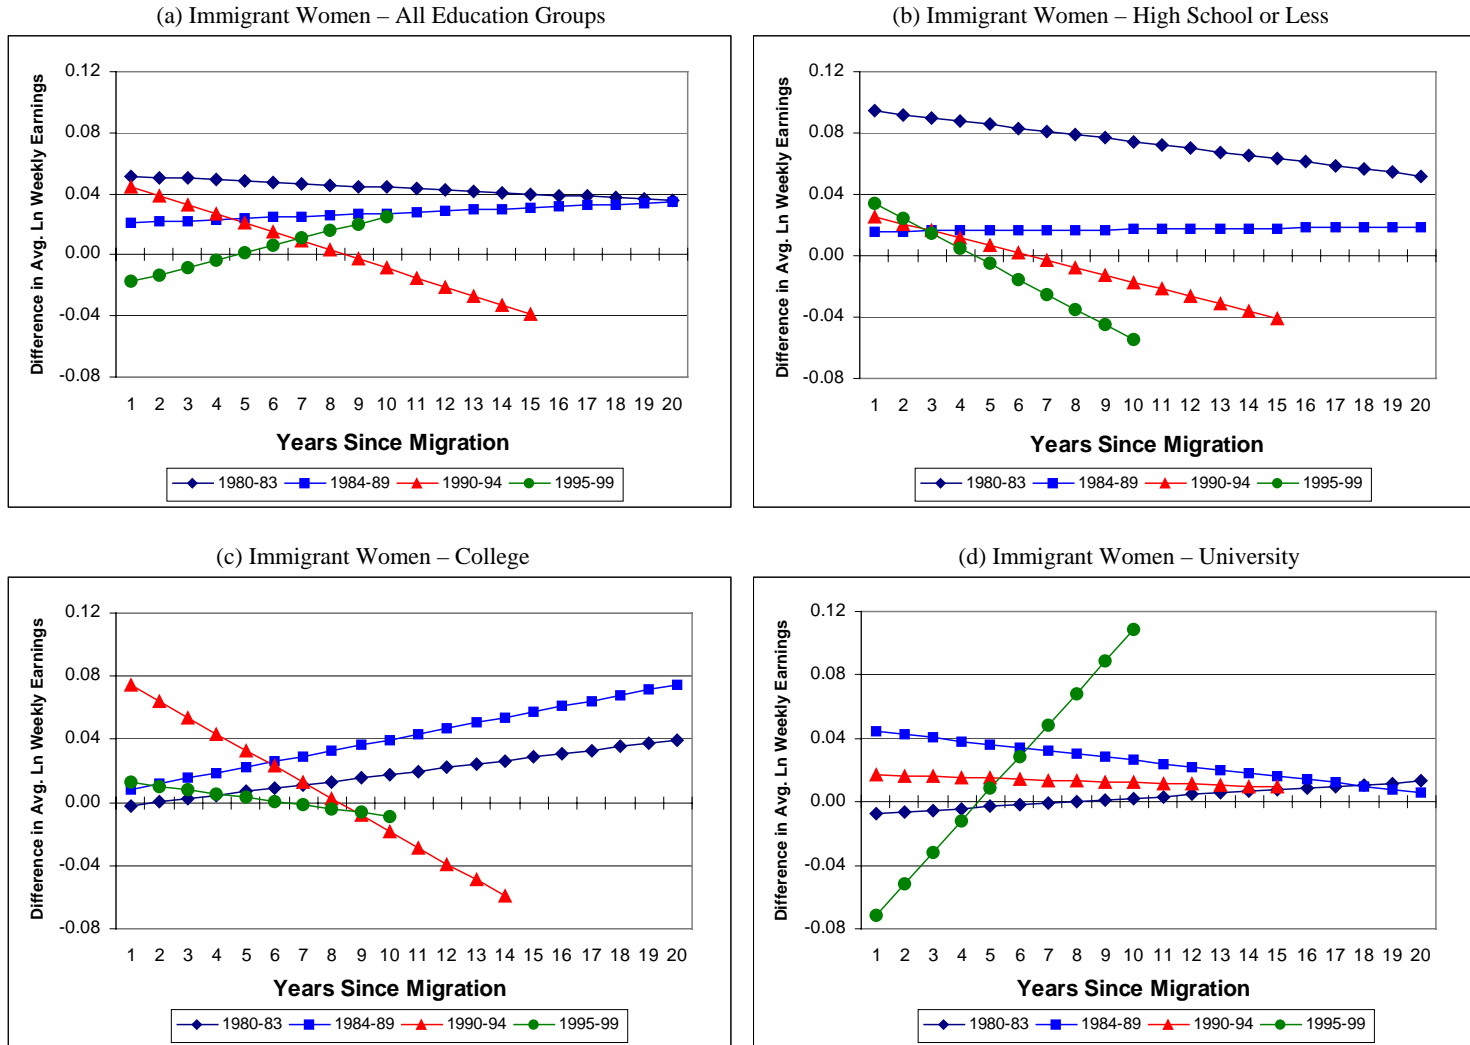 (a) Immigrant Women – All Education Groups
Difference in Avg. Ln Weekly Earnings
0.12
0.08
0.04
0.00
-0.04
-0.08
1 2 3 4 5 6 7 8 9 10 11 12 13 14 15 16 17 18 19 20
Years Since Migration
1980-83 1984-89 1990-94 1995-99
(b) Immigrant Women – High School or Less
Difference in Avg. Ln Weekly Earnings
0.12
0.08
0.04
0.00
-0.04
-0.08
1 2 3 4 5 6 7 8 9 10 11 12 13 14 15 16 17 18 19 20
Years Since Migration
1980-83 1984-89 1990-94 1995-99
(c) Immigrant Women – College
Difference in Avg. Ln Weekly Earnings
0.12
0.08
0.04
0.00
-0.04
-0.08
1 2 3 4 5 6 7 8 9 10 11 12 13 14 15 16 17 18 19 20
Years Since Migration
1980-83 1984-89 1990-94 1995-99
(d) Immigrant Women – University
Difference in Avg. Ln Weekly Earnings
0.12
0.08
0.04
0.00
-0.04
-0.08
1 2 3 4 5 6 7 8 9 10 11 12 13 14 15 16 17 18 19 20
Years Since Migration
1980-83 1984-89 1990-94 1995-99